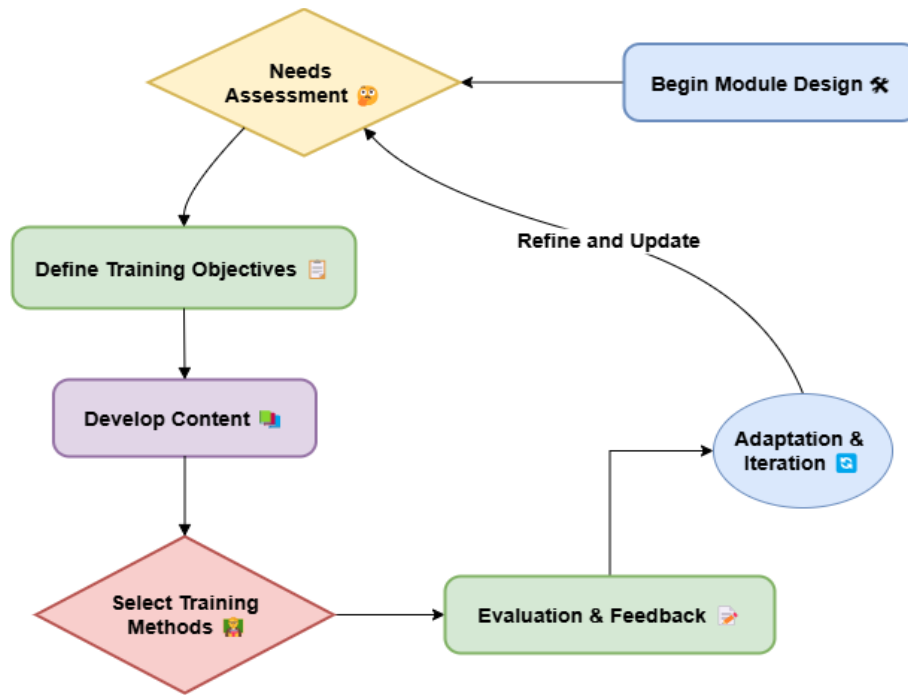 Needs
Assessment 🤔
Begin Module Design 🛠
Refine and Update
Define Training Objectives 📋
Develop Content 📚
Adaptation &
Iteration 🔄
Select Training
Methods 👩‍🏫
Evaluation & Feedback 📝